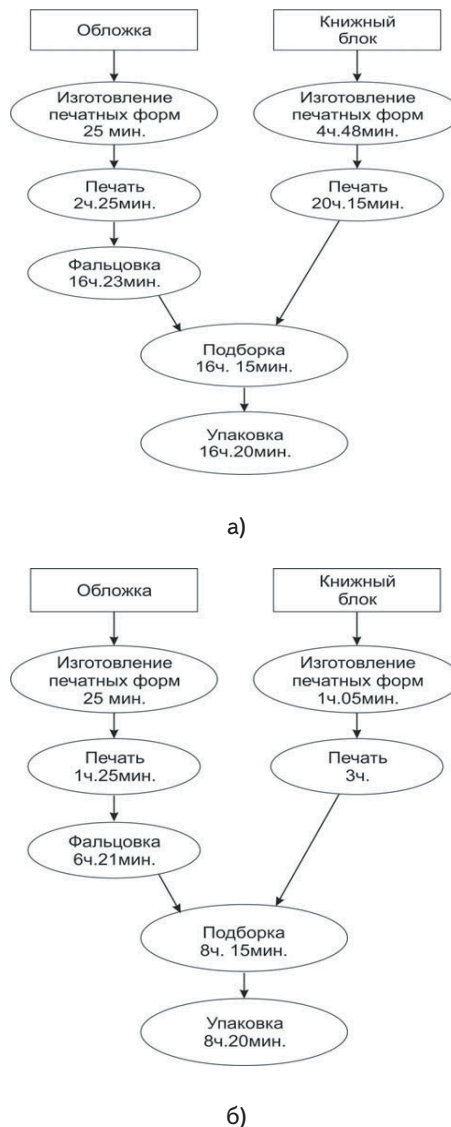 Обложка
Книжный
блок
Изготовление
печатных форм
25 мин.
Изготовление
печатных форм
4ч.48мин.
Печать
2ч.25мин.
Печать
20ч.15мин.
Фальцовка
16ч.23мин.
Подборка
16ч. 15мин.
Упаковка
16ч.20мин.
а)
Обложка
Книжный
блок
Изготовление
печатных форм
25 мин.
Изготовление
печатных форм
1ч.05мин.
Печать
1ч.25мин.
Печать
3ч.
Фальцовка
6ч.21мин.
Подборка
8ч. 15мин.
Упаковка
8ч.20мин.
б)